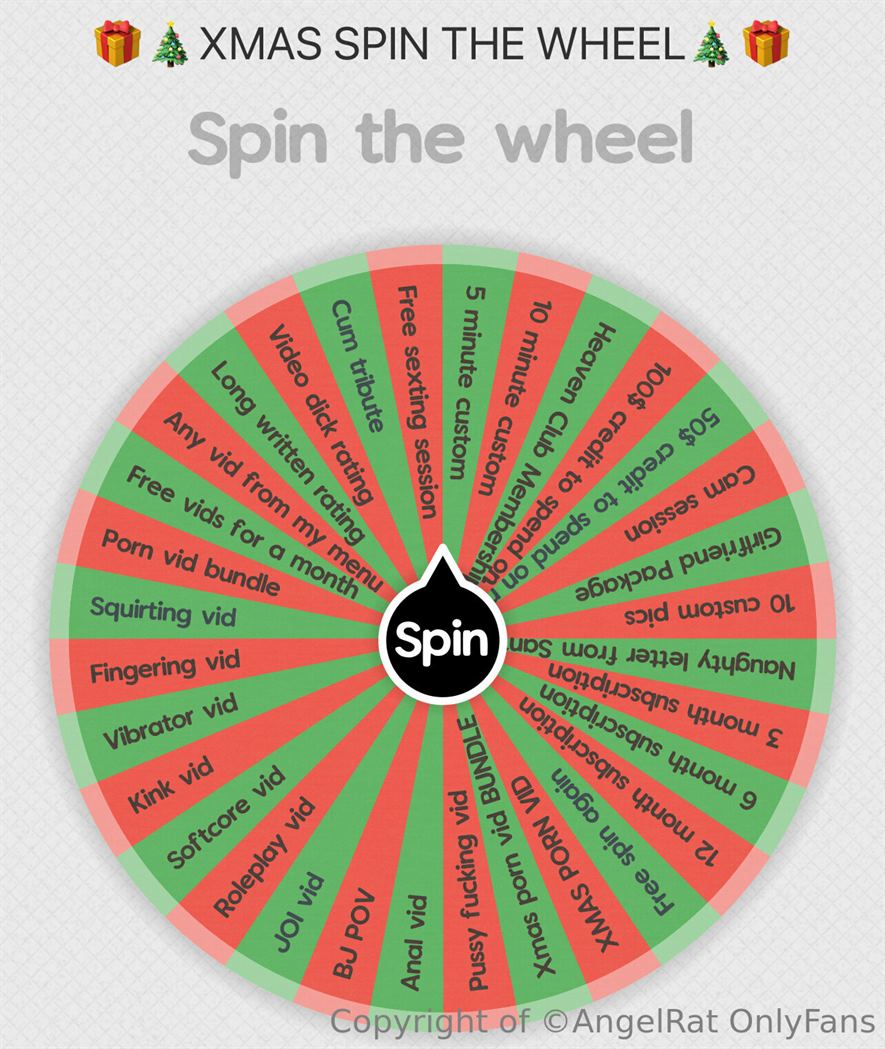 🎁🎄XMAS SPIN THE WHEEL🎄🎁
Spin the wheel
5 minute custom
10 minute custom
Heaven Club Membership
100$ credit to spend on
50$ credit to spend on
Cam session
Girlfriend Package
10 custom pics
Naughty letter from
3 month subscription
6 month subscription
12 month subscription
Free spin again
XMAS PORN VID
Xmas porn vid BUNDLE
Pussy fucking vid
Anal vid
BJ POV
JOI vid
Roleplay vid
Softcore vid
Kink vid
Vibrator vid
Fingering vid
Squirting vid
Porn vid bundle
Free vids for a month
Any vid from my menu
Long written rating
Video dick rating
Cum tribute
Free sexting session
Spin
Copyright of ©AngelRat OnlyFans